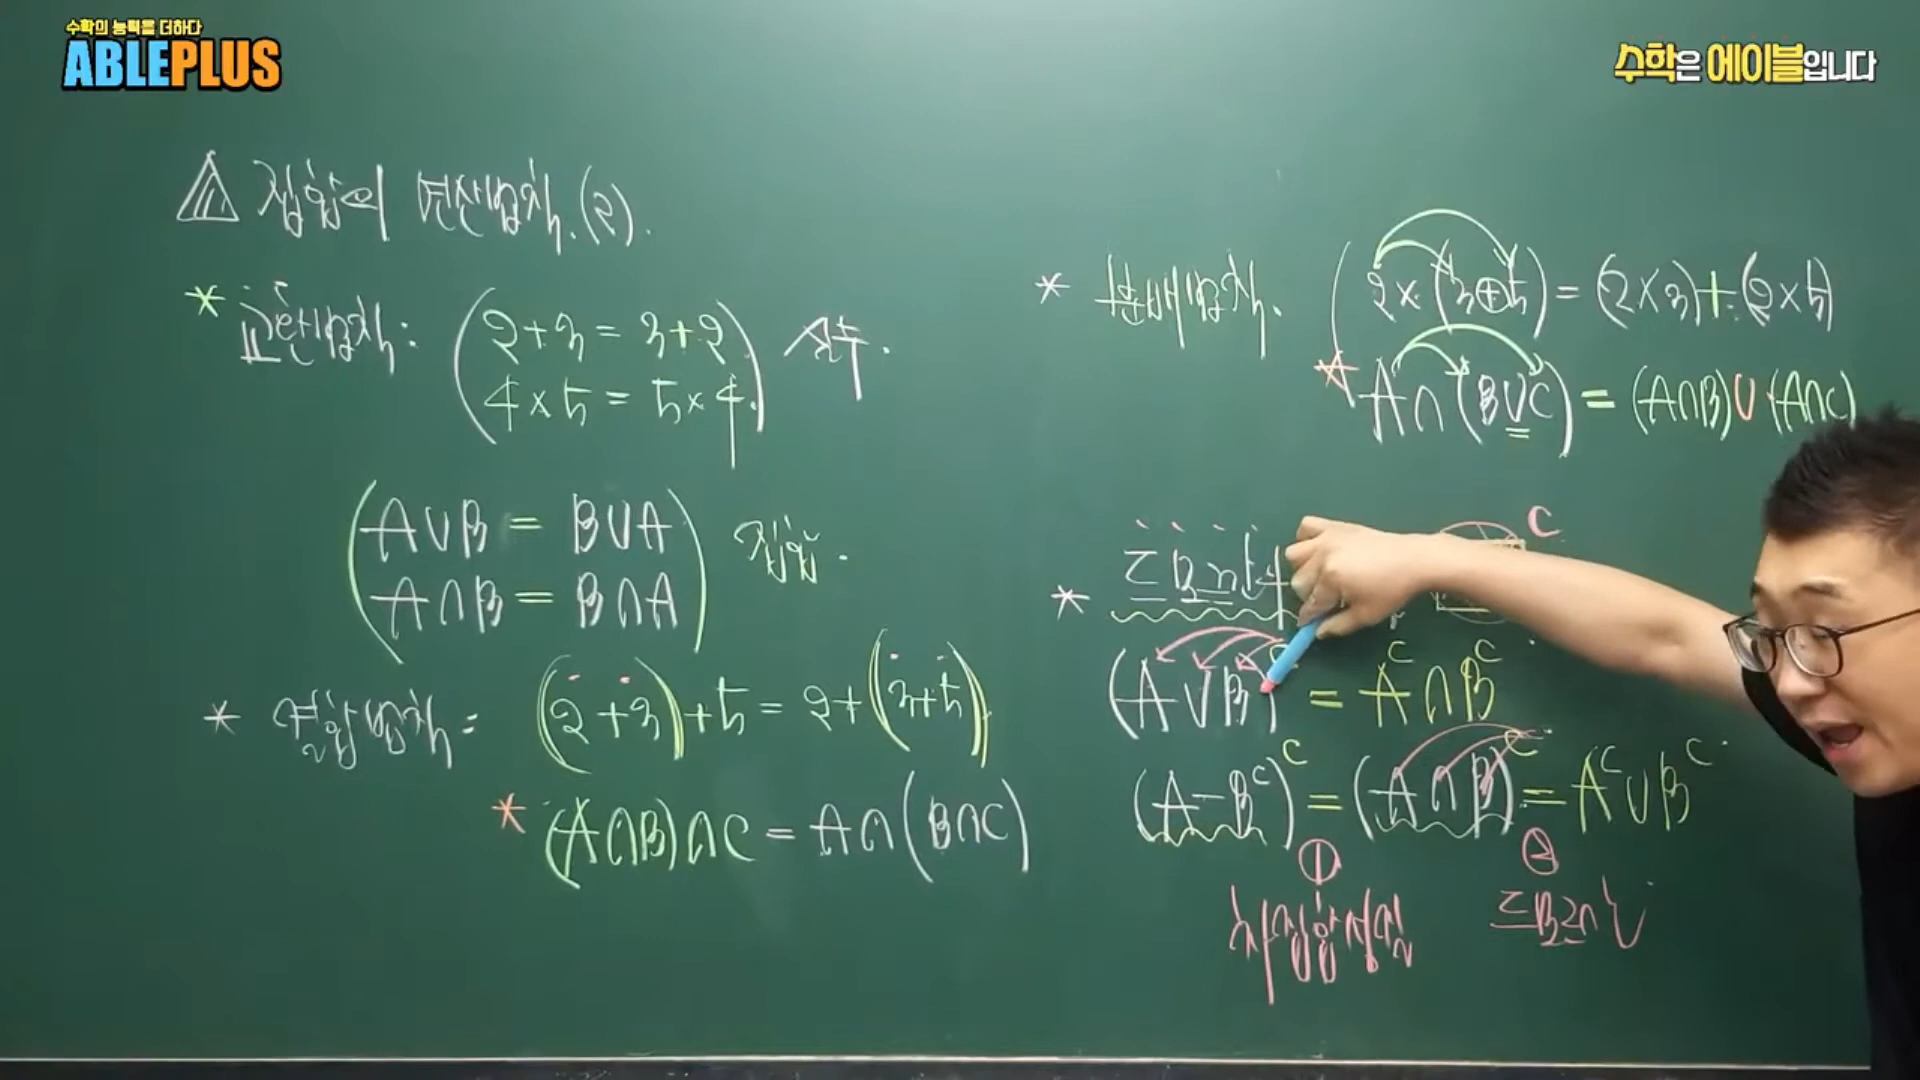 수학의 능력을 더하다
ABLEPLUS
수학은 에이블입니다
집합의 연산법칙.(2).
* 교환법칙: (2+3 = 3+2
4×5 = 5×4.) 실수.
(A∪B = B∪A
A∩B = B∩A) 집합.
* 결합법칙: (2+3)+5 = 2+(3+5)
* (A∩B)∩C = A∩(B∩C)
* 분배법칙. (2×(3+5) = (2×3)+(2×5)
* A∩(B∪C) = (A∩B)∪(A∩C)
* 드모르간
C
(A∪B)ᶜ = Aᶜ∩Bᶜ
(A-Bᶜ)ᶜ = (A∩B)ᶜ = Aᶜ∪Bᶜ
① ②
차집합성질 드모르간